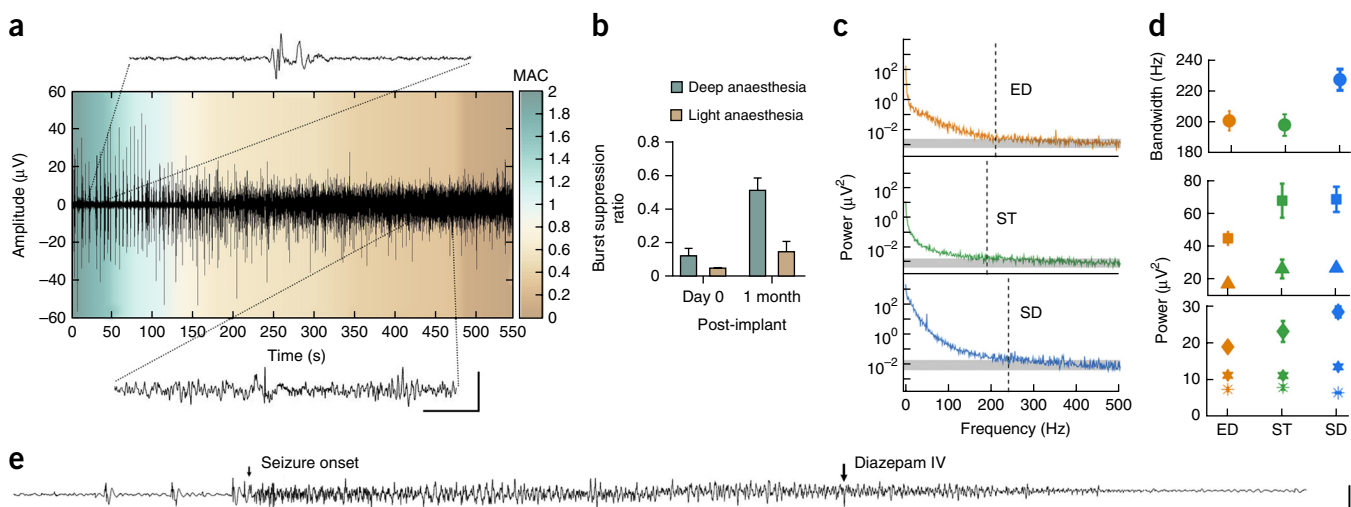 a
MAC
60
40
20
0
–20
–40
–60
Amplitude (µV)
0 50 100 150 200 250 300 350 400 450 500 550
Time (s)
2
1.8
1.6
1.4
1.2
1
0.8
0.6
0.4
0.2
0
b
Deep anaesthesia
Light anaesthesia
0.8
0.6
0.4
0.2
0
Burst suppression
ratio
Day 0 1 month
Post-implant
c
10²
10⁰
10⁻²
ED
10²
10⁰
10⁻²
ST
10²
10⁰
10⁻²
SD
Power (µV²)
0 100 200 300 400 500
Frequency (Hz)
d
240
220
200
180
Bandwidth (Hz)
80
60
40
20
30
20
10
0
Power (µV²)
ED ST SD
e
Seizure onset
Diazepam IV